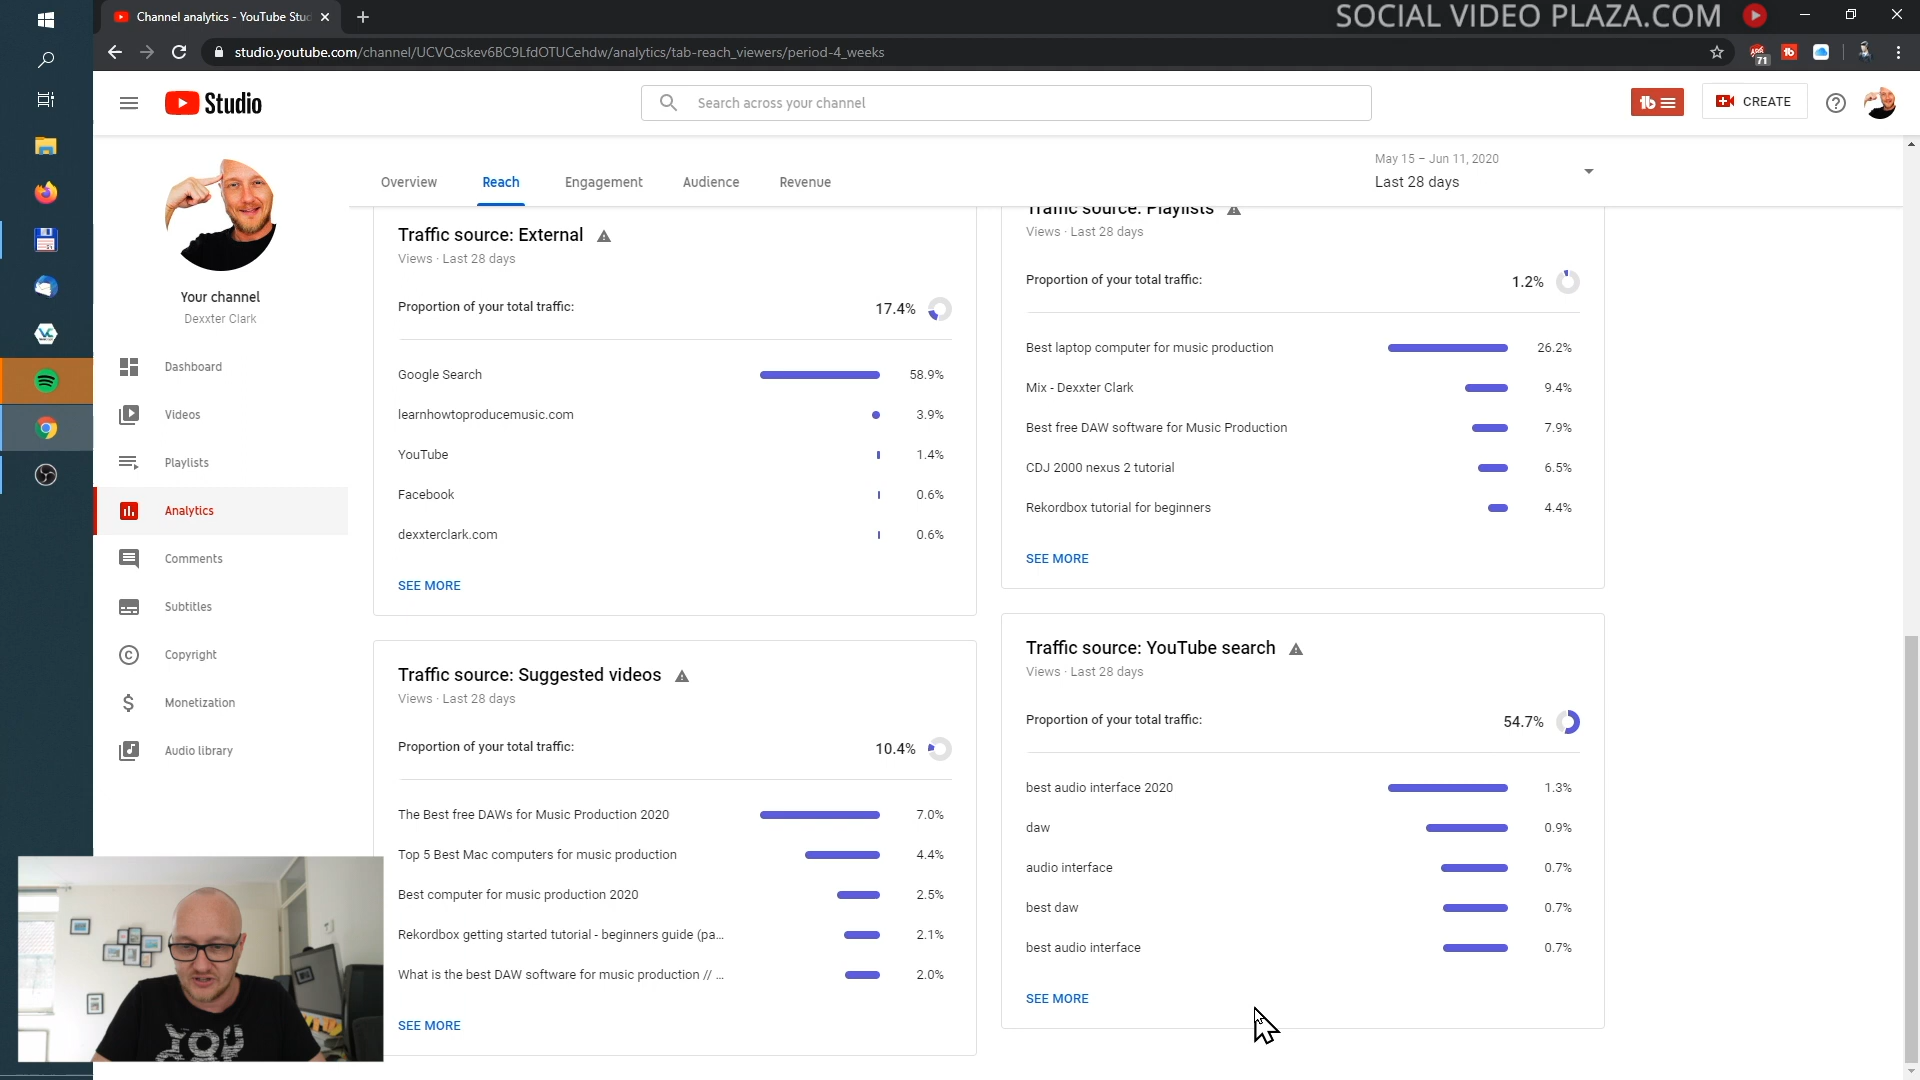 Channel analytics - YouTube Stud
SOCIAL VIDEO PLAZA.COM
studio.youtube.com/channel/UCVQcskev6BC9LfdOTUCehdw/analytics/tab-reach_viewers/period-4_weeks
71
Studio
Search across your channel
CREATE
Overview
Reach
Engagement
Audience
Revenue
May 15 – Jun 11, 2020
Last 28 days
Your channel
Dexxter Clark
Dashboard
Videos
Playlists
Analytics
Comments
Subtitles
Copyright
Monetization
Audio library
Traffic source: External
Views · Last 28 days
Proportion of your total traffic:
17.4%
Google Search
58.9%
learnhowtoproducemusic.com
3.9%
YouTube
1.4%
Facebook
0.6%
dexxterclark.com
0.6%
SEE MORE
Traffic source: Playlists
Views · Last 28 days
Proportion of your total traffic:
1.2%
Best laptop computer for music production
26.2%
Mix - Dexxter Clark
9.4%
Best free DAW software for Music Production
7.9%
CDJ 2000 nexus 2 tutorial
6.5%
Rekordbox tutorial for beginners
4.4%
SEE MORE
Traffic source: Suggested videos
Views · Last 28 days
Proportion of your total traffic:
10.4%
The Best free DAWs for Music Production 2020
7.0%
Top 5 Best Mac computers for music production
4.4%
Best computer for music production 2020
2.5%
Rekordbox getting started tutorial - beginners guide (pa...
2.1%
What is the best DAW software for music production // ...
2.0%
SEE MORE
Traffic source: YouTube search
Views · Last 28 days
Proportion of your total traffic:
54.7%
best audio interface 2020
1.3%
daw
0.9%
audio interface
0.7%
best daw
0.7%
best audio interface
0.7%
SEE MORE